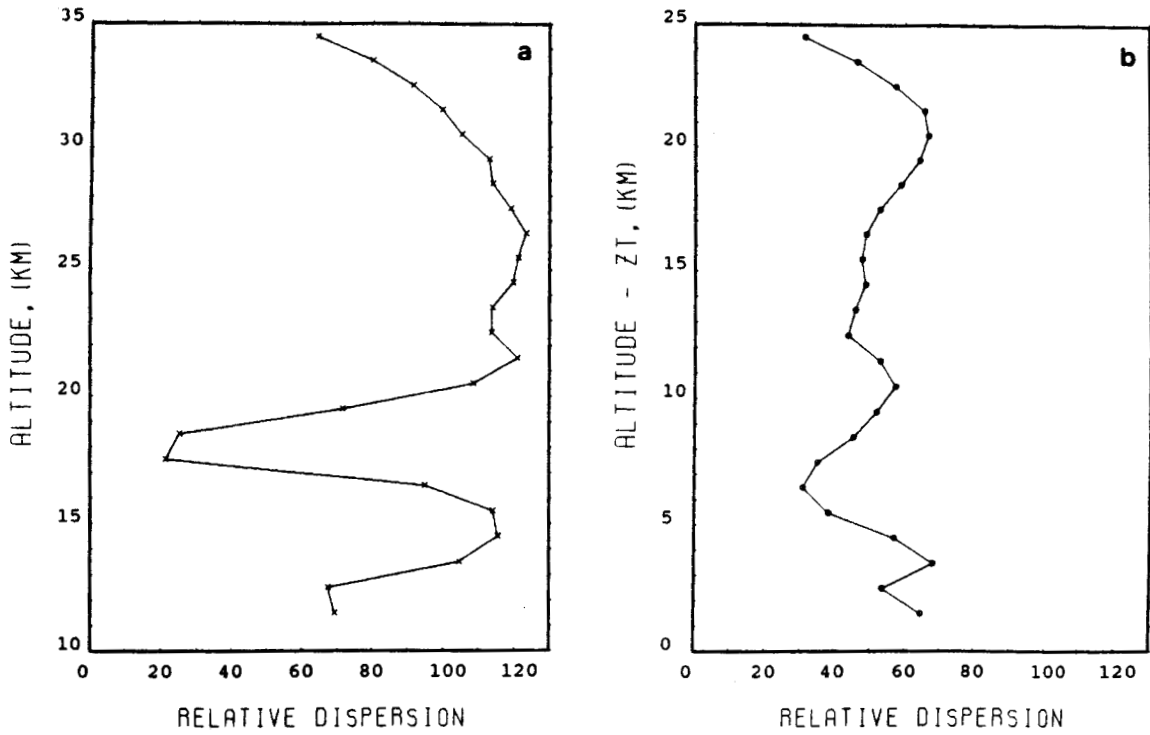 35
30
25
20
15
10
ALTITUDE, (KM)
a
0 20 40 60 80 100 120
RELATIVE DISPERSION
25
20
15
10
5
0
ALTITUDE - ZT, (KM)
b
0 20 40 60 80 100 120
RELATIVE DISPERSION